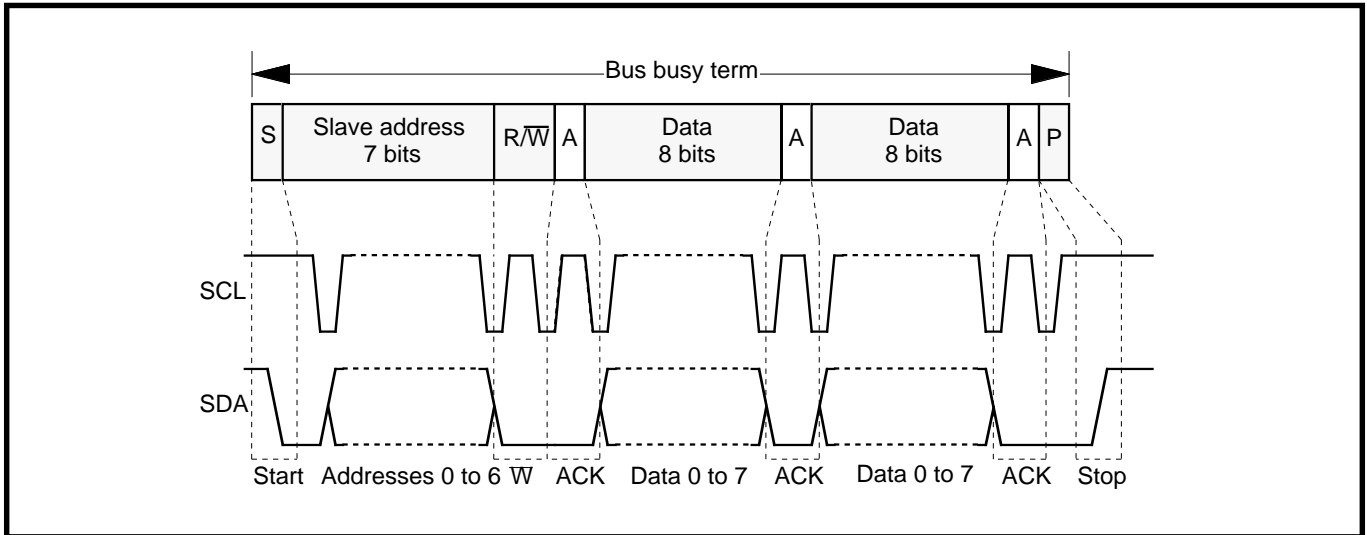 Bus busy term
S Slave address 7 bits R/W̅ A Data 8 bits A Data 8 bits A P
SCL
SDA
Start Addresses 0 to 6 W̅ ACK Data 0 to 7 ACK Data 0 to 7 ACK Stop